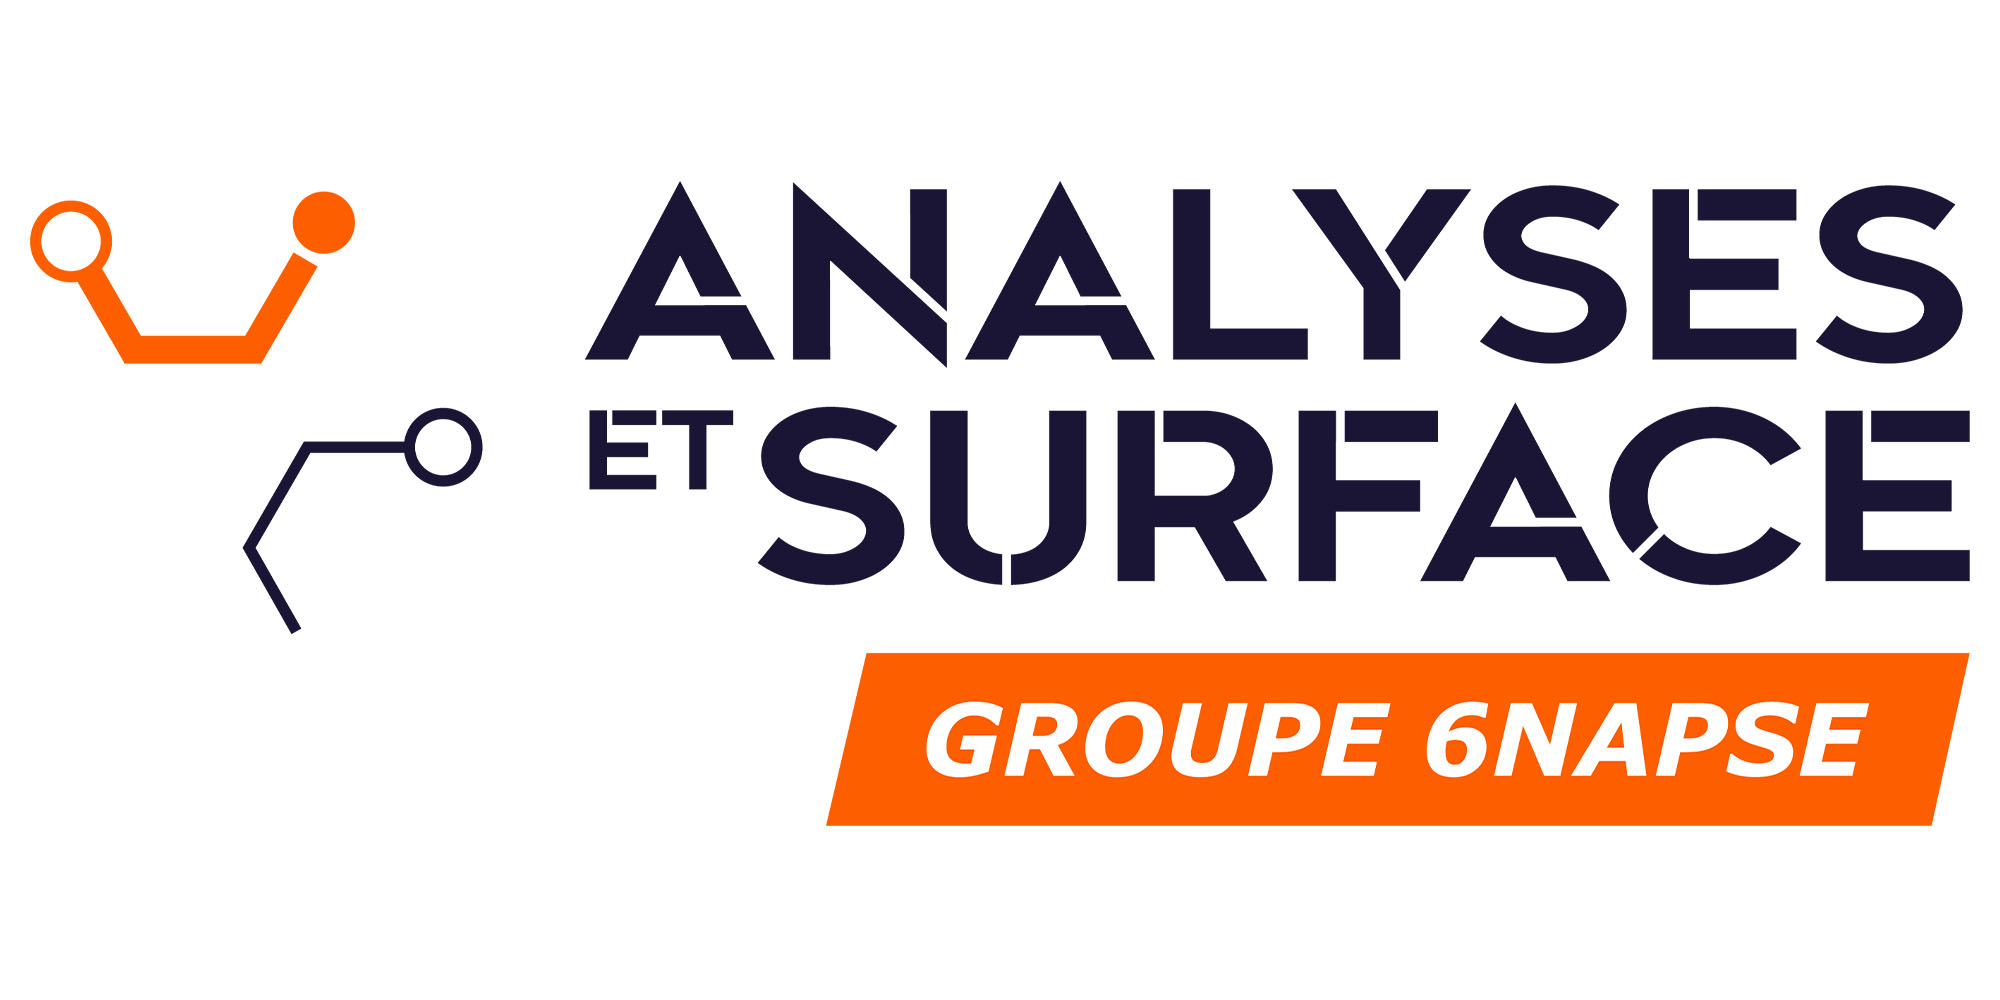 ANALYSES
ET SURFACE
GROUPE 6NAPSE